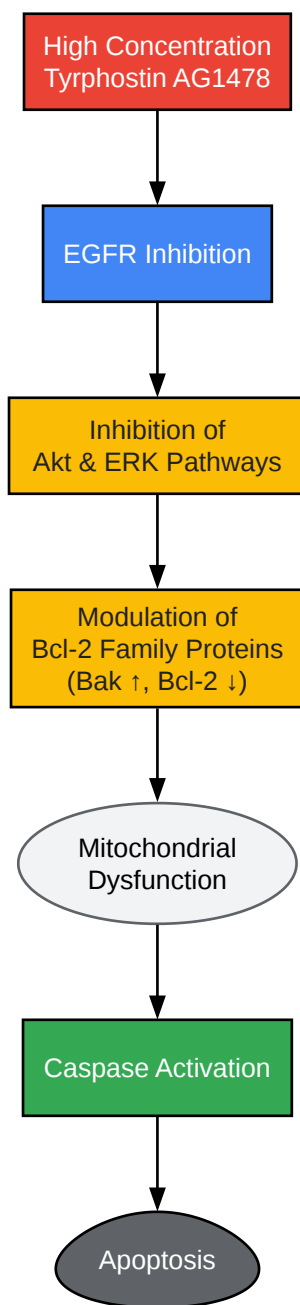 High Concentration
Tyrphostin AG1478
EGFR Inhibition
Inhibition of
Akt & ERK Pathways
Modulation of
Bcl-2 Family Proteins
(Bak ↑, Bcl-2 ↓)
Mitochondrial
Dysfunction
Caspase Activation
Apoptosis